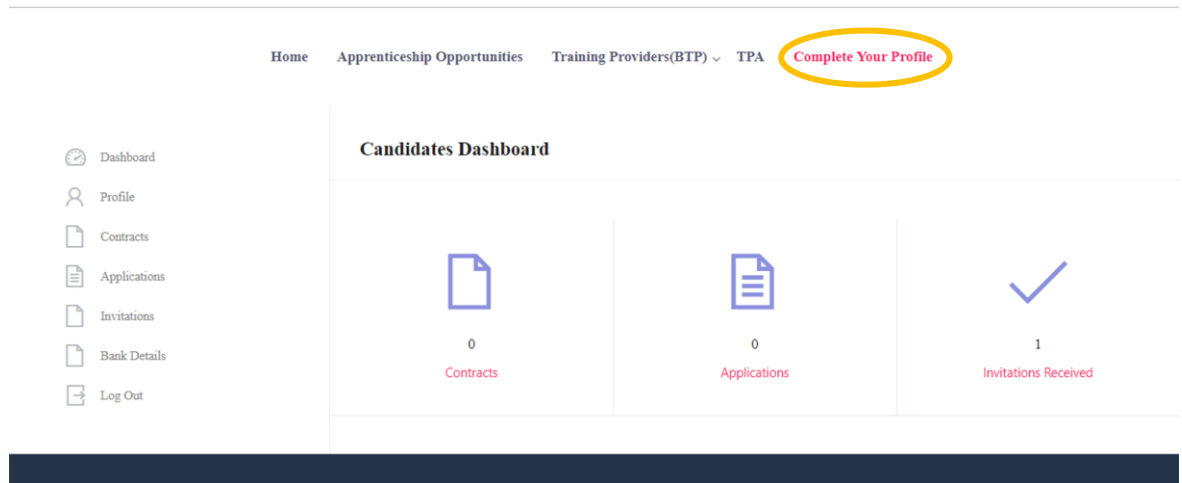 Home Apprenticeship Opportunities Training Providers(BTP) TPA Complete Your Profile
Candidates Dashboard
Dashboard
Profile
Contracts
Applications
Invitations
Bank Details
Log Out
0 0 1
Contracts Applications Invitations Received